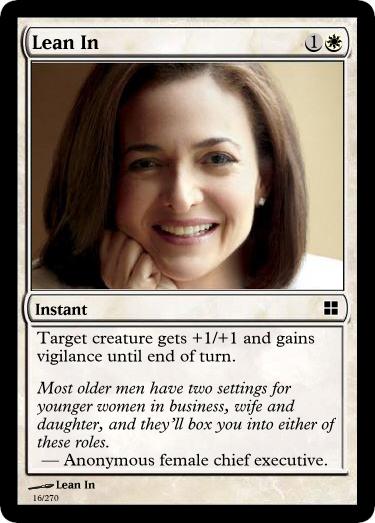 Lean In 1
Instant
Target creature gets +1/+1 and gains
vigilance until end of turn.
Most older men have two settings for
younger women in business, wife and
daughter, and they'll box you into either of
these roles.
— Anonymous female chief executive.
Lean In
16/270